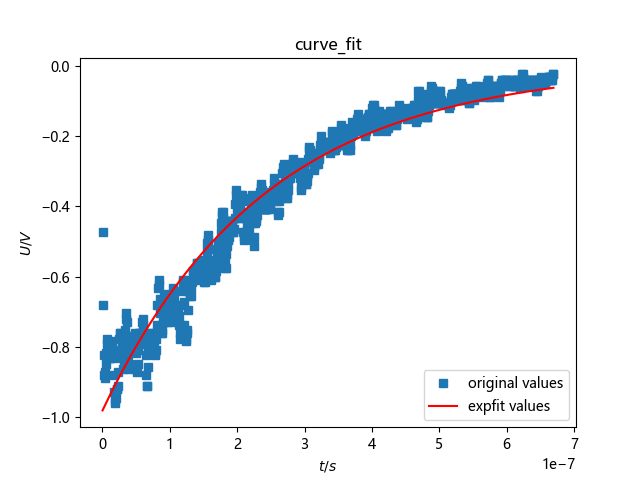 curve_fit
0.0
−0.2
−0.4
−0.6
−0.8
−1.0
U/V
original values
expfit values
0 1 2 3 4 5 6 7
t/s
1e−7